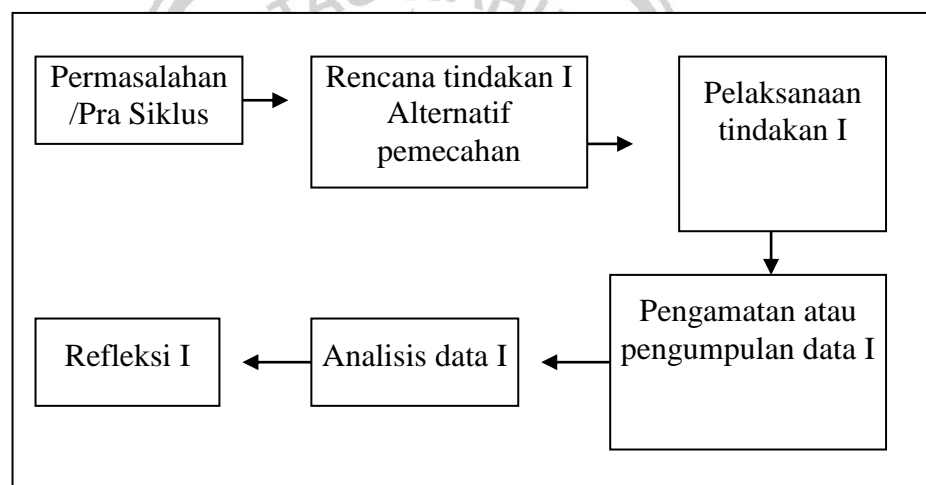 Permasalahan
/Pra Siklus
Rencana tindakan I
Alternatif
pemecahan
Pelaksanaan
tindakan I
Pengamatan atau
pengumpulan data I
Analisis data I
Refleksi I